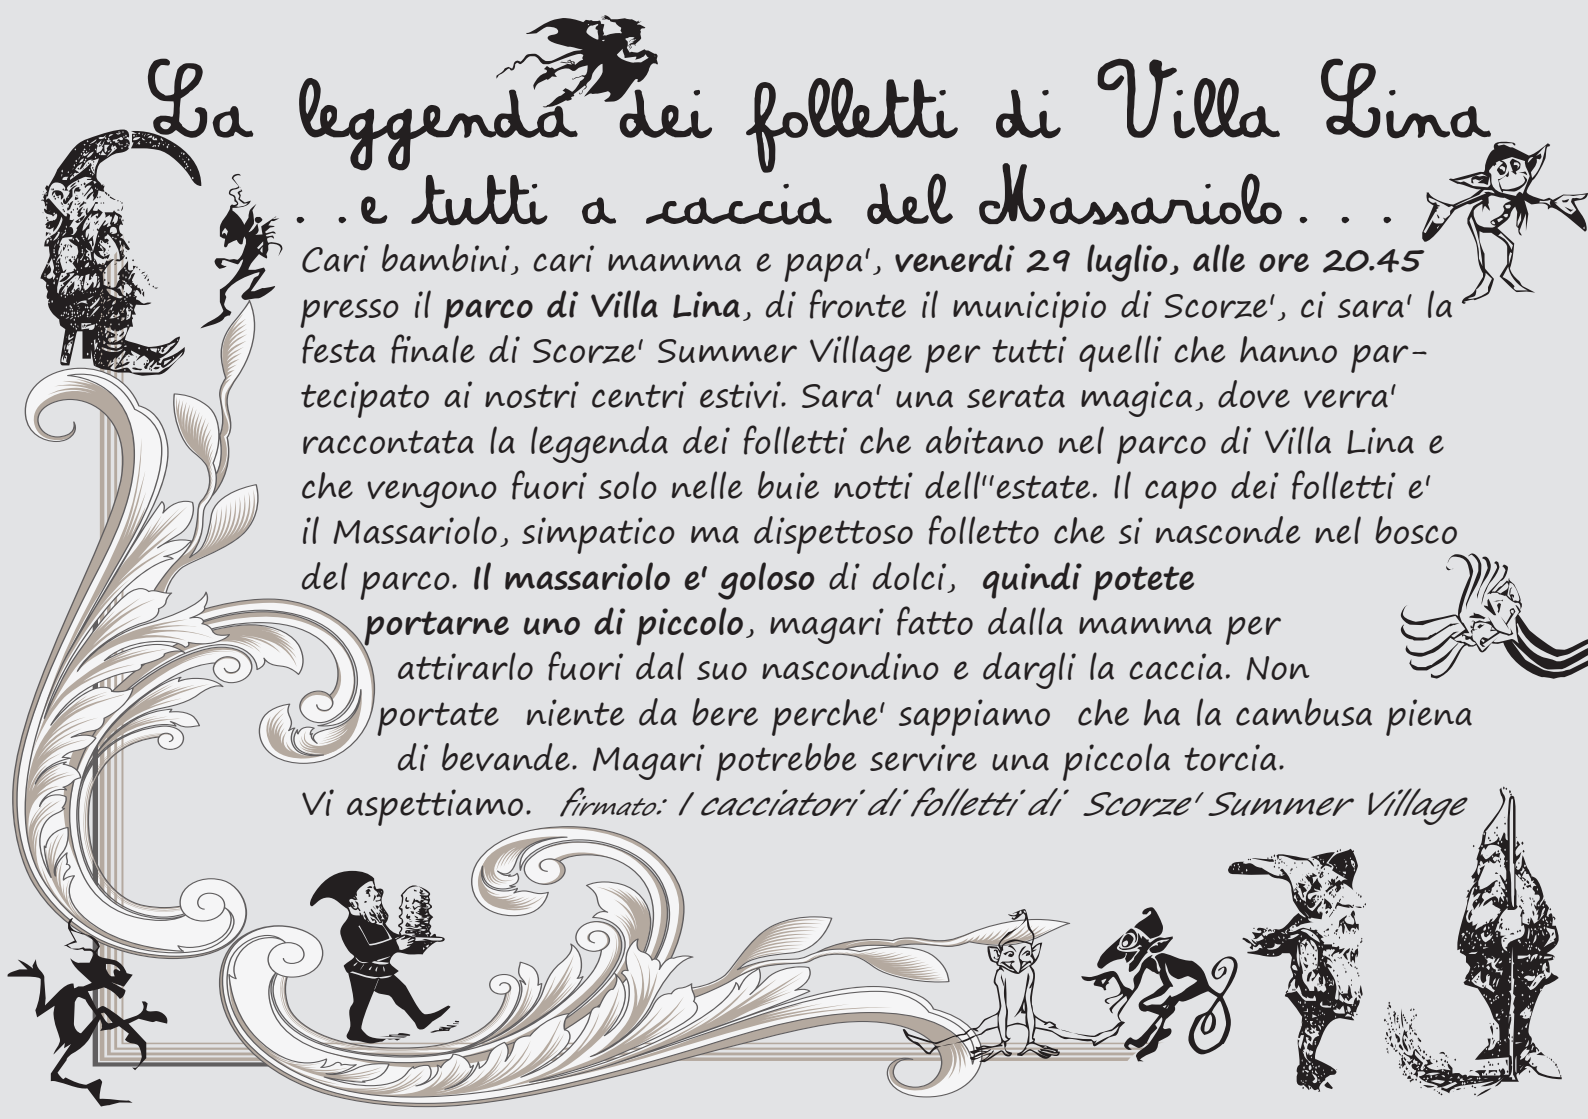 La leggenda dei folletti di Villa Lina
. . .e tutti a caccia del Massariolo. . .
Cari bambini, cari mamma e papa', venerdi 29 luglio, alle ore 20.45
presso il parco di Villa Lina, di fronte il municipio di Scorze', ci sara' la
festa finale di Scorze' Summer Village per tutti quelli che hanno par-
tecipato ai nostri centri estivi. Sara' una serata magica, dove verra'
raccontata la leggenda dei folletti che abitano nel parco di Villa Lina e
che vengono fuori solo nelle buie notti dell''estate. Il capo dei folletti e'
il Massariolo, simpatico ma dispettoso folletto che si nasconde nel bosco
del parco. Il massariolo e' goloso di dolci, quindi potete
portarne uno di piccolo, magari fatto dalla mamma per
attirarlo fuori dal suo nascondino e dargli la caccia. Non
portate niente da bere perche' sappiamo che ha la cambusa piena
di bevande. Magari potrebbe servire una piccola torcia.
Vi aspettiamo. firmato: I cacciatori di folletti di Scorze' Summer Village